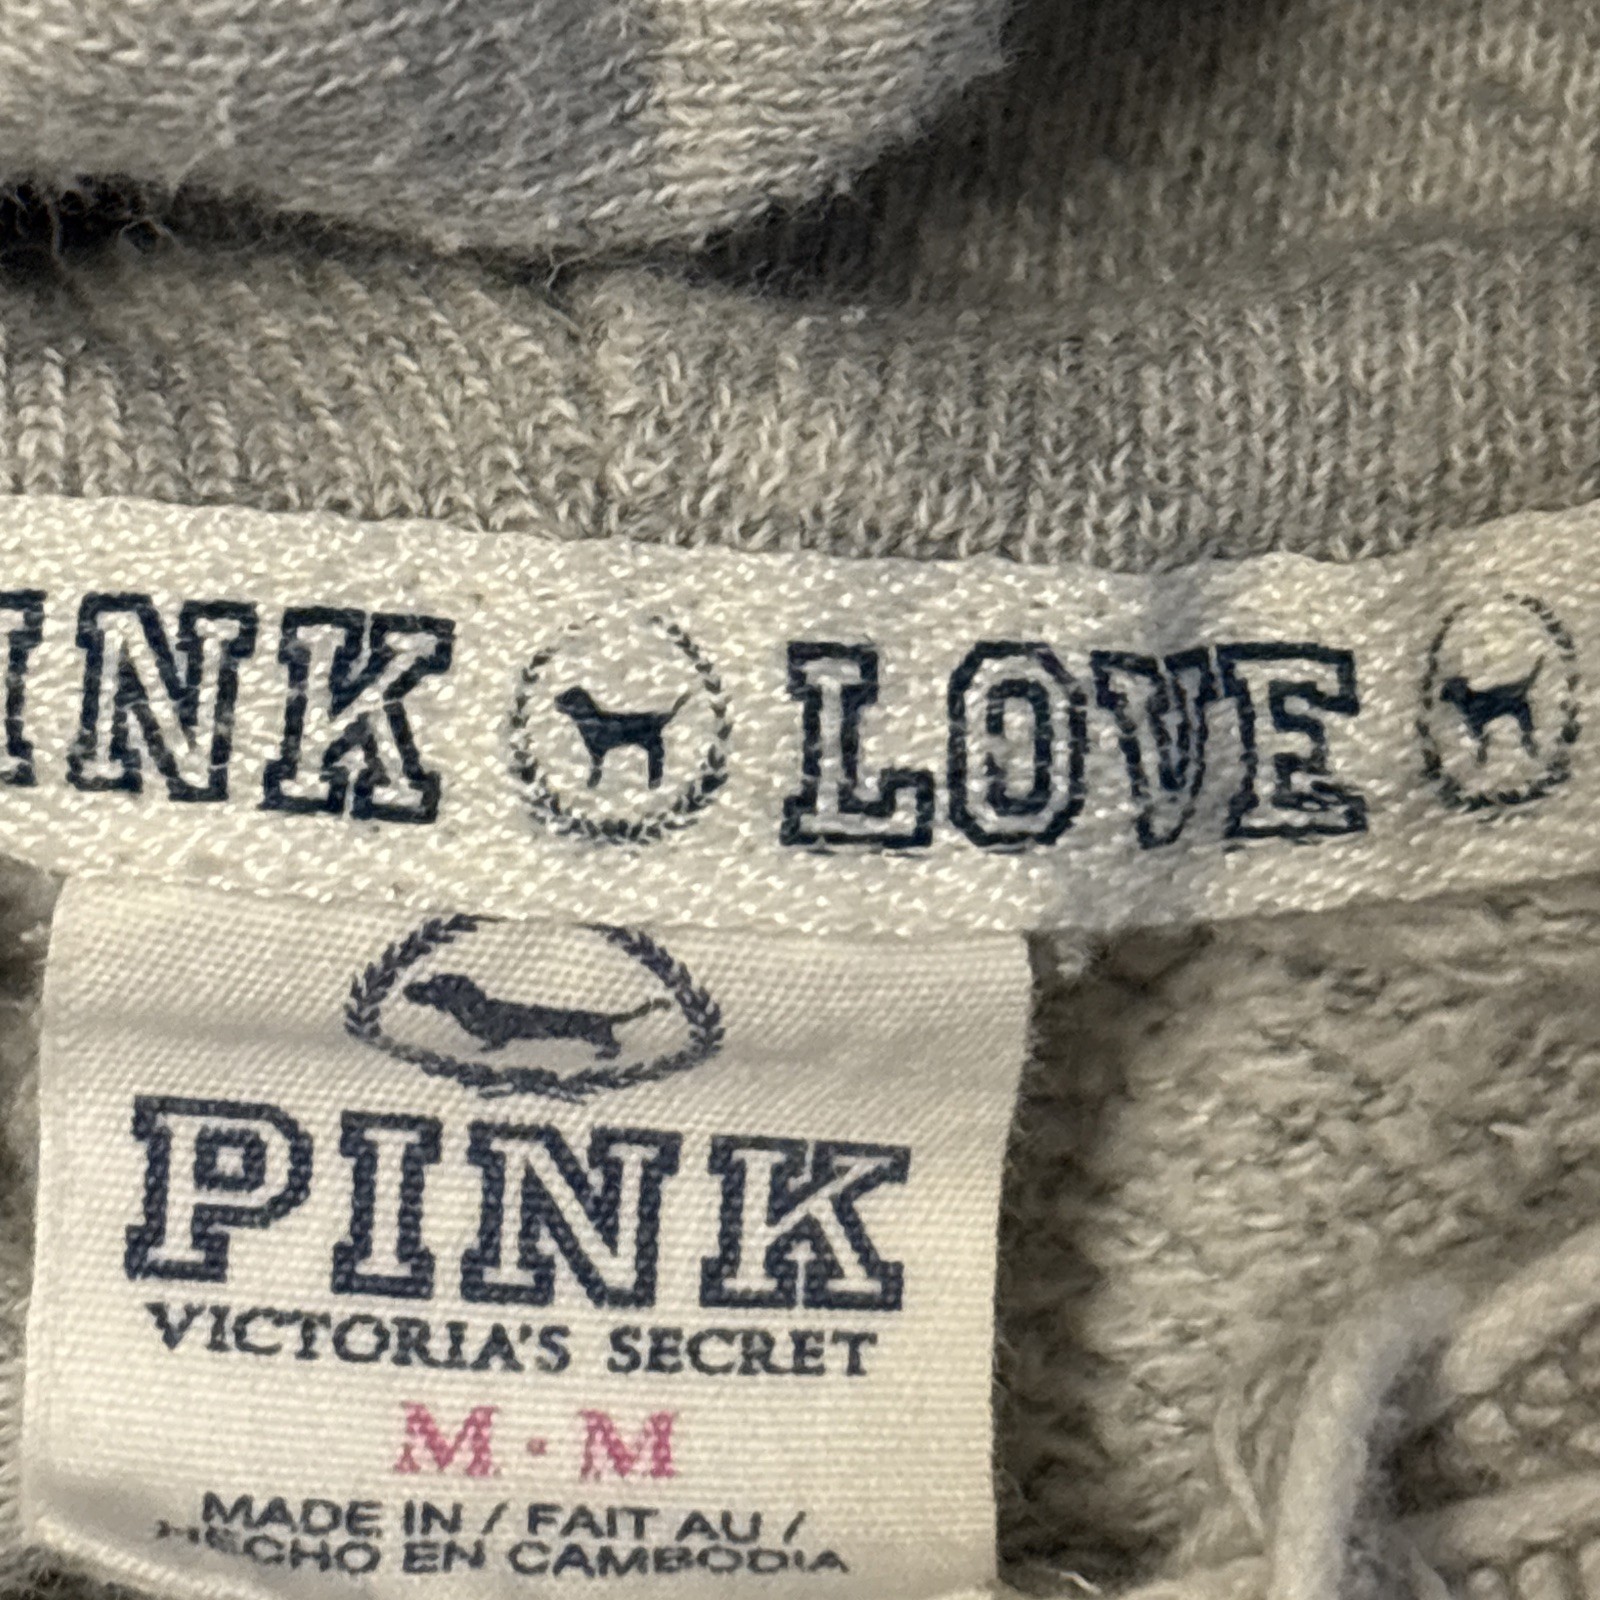 INK LOVE
PINK
VICTORIA'S SECRET
M · M
MADE IN / FAIT AU /
HECHO EN CAMBODIA